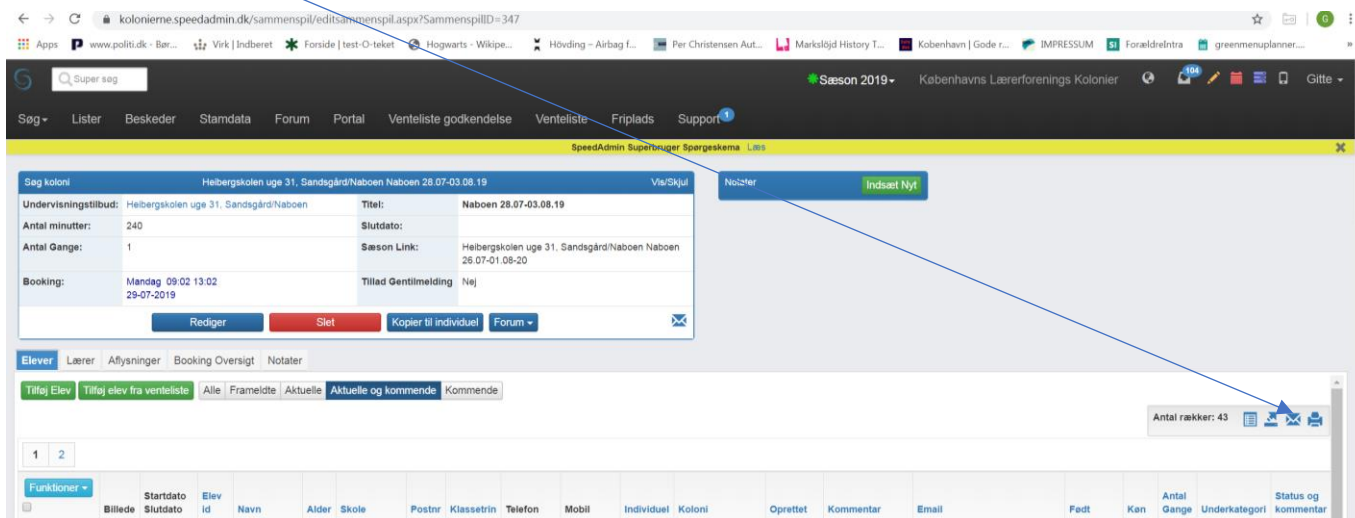 kolonierne.speedadmin.dk/sammenspil/editsammenspil.aspx?SammenspilID=347
G
Apps www.politi.dk - Bør... Virk | Indberet Forside | test-O-teket Hogwarts - Wikipe... Hövding – Airbag f... Per Christensen Aut... Markslöjd History T... København | Gode r... IMPRESSUM SI ForældreIntra greenmenuplanner.... »
Super søg Sæson 2019 Københavns Lærerforenings Kolonier 104 Gitte
Søg Lister Beskeder Stamdata Forum Portal Venteliste godkendelse Venteliste Friplads Support 1
SpeedAdmin Superbruger Spørgeskema Læs
Søg koloni Heibergskolen uge 31, Sandsgård/Naboen Naboen 28.07-03.08.19 Vis/Skjul Notater Indsæt Nyt
Undervisningstilbud: Heibergskolen uge 31, Sandsgård/Naboen Titel: Naboen 28.07-03.08.19
Antal minutter: 240 Slutdato:
Antal Gange: 1 Sæson Link: Heibergskolen uge 31, Sandsgård/Naboen Naboen
26.07-01.08-20
Booking: Mandag 09:02 13:02 Tillad Gentilmelding Nej
29-07-2019
Rediger Slet Kopier til individuel Forum
Elever Lærer Aflysninger Booking Oversigt Notater
Tilføj Elev Tilføj elev fra venteliste Alle Frameldte Aktuelle Aktuelle og kommende Kommende
Antal rækker: 43
1 2
Funktioner
Billede Startdato Slutdato Elev id Navn Alder Skole Postnr Klassetrin Telefon Mobil Individuel Koloni Oprettet Kommentar Email Født Køn Antal Gange Underkategori Status og kommentar